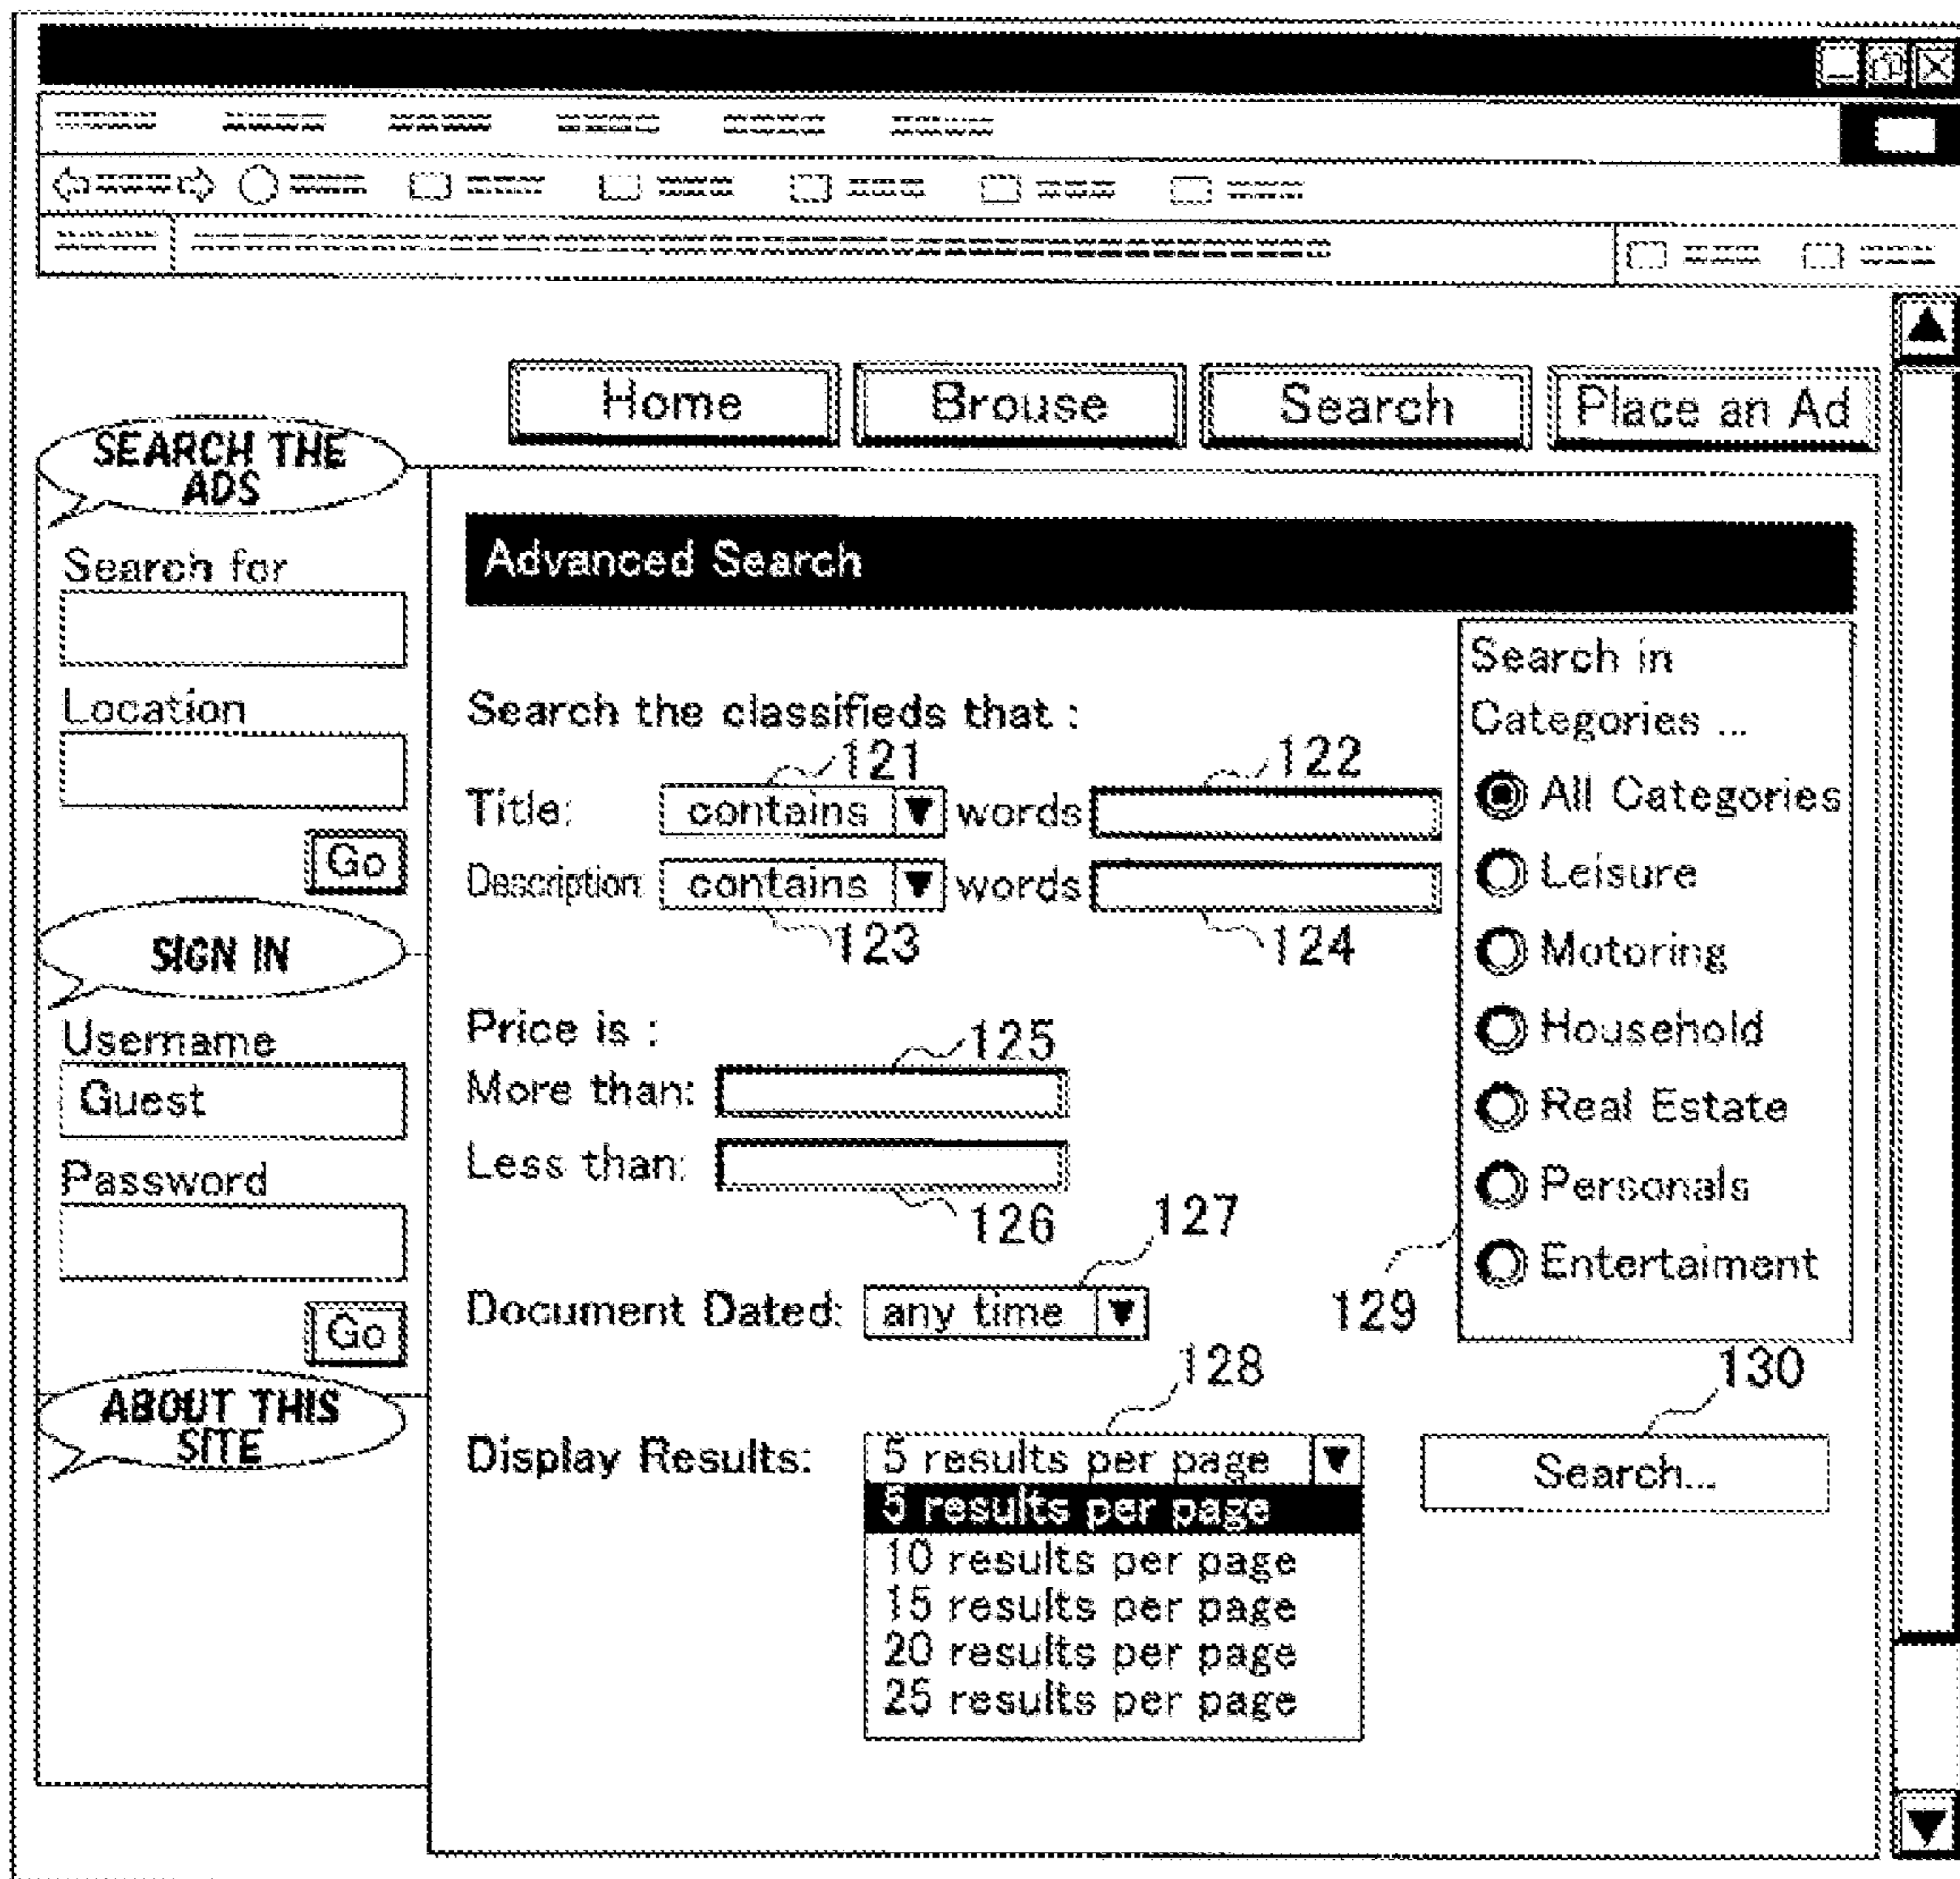 Home Brouse Search Place an Ad
SEARCH THE
ADS
Search for
Location
Go
SIGN IN
Username
Guest
Password
Go
ABOUT THIS
SITE
Advanced Search
Search the classifieds that :
121 122
Title: contains ▼ words
Description: contains ▼ words
123 124
Price is :
125
More than:
Less than:
126
127
Document Dated: any time ▼
128
Display Results: 5 results per page ▼
5 results per page
10 results per page
15 results per page
20 results per page
25 results per page
Search in
Categories ...
All Categories
Leisure
Motoring
Household
Real Estate
Personals
Entertaiment
129
130
Search...